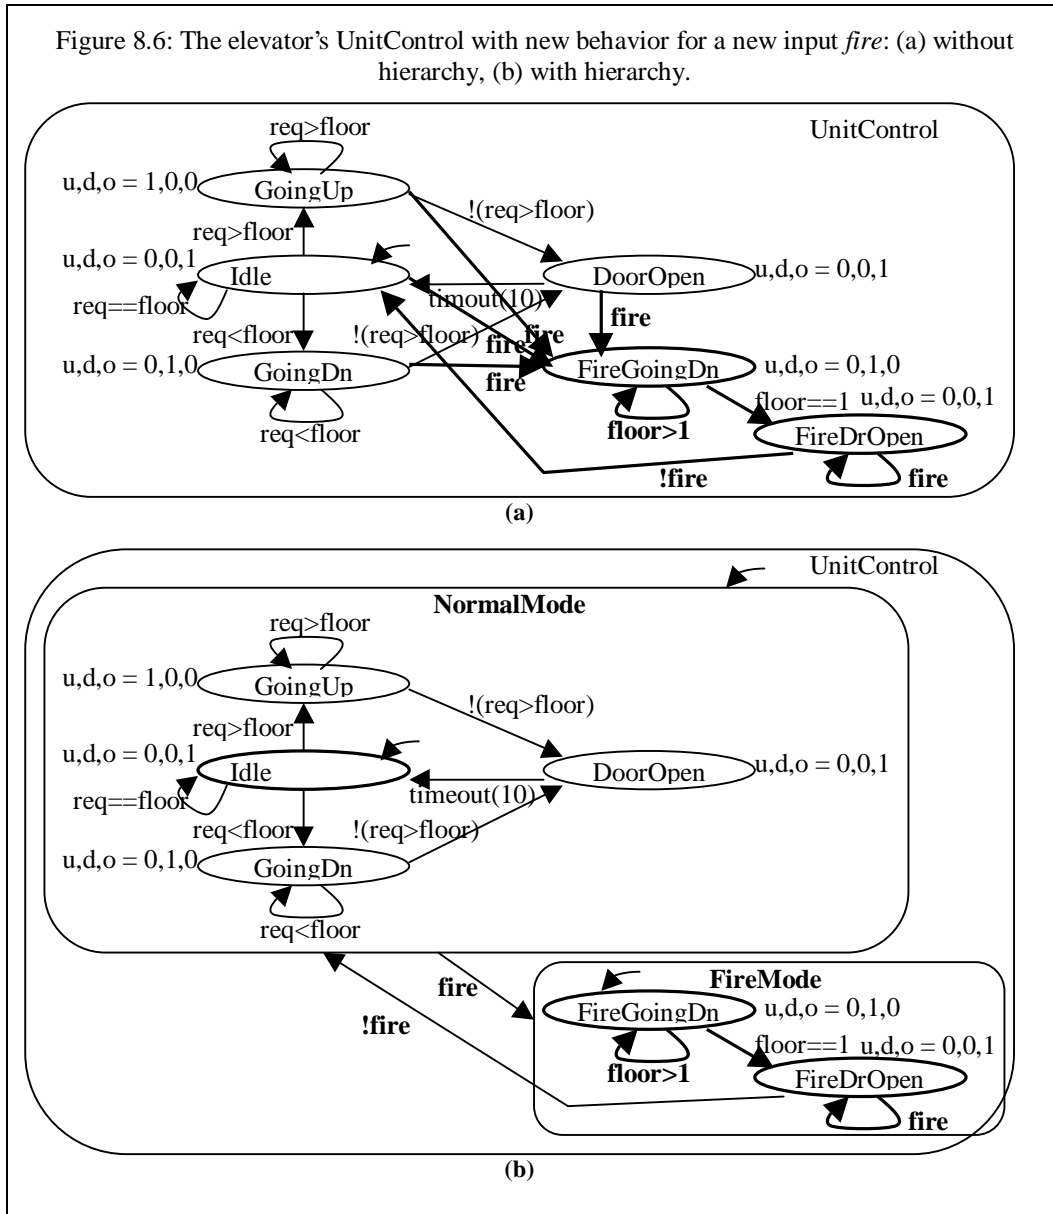 Figure 8.6: The elevator's UnitControl with new behavior for a new input fire: (a) without
hierarchy, (b) with hierarchy.
UnitControl
req>floor
u,d,o = 1,0,0
GoingUp
!(req>floor)
req>floor
u,d,o = 0,0,1
Idle
DoorOpen
u,d,o = 0,0,1
req==floor
timeout(10)
fire
req<floor
!(req>floor)
fire
fire
u,d,o = 0,1,0
GoingDn
fire
FireGoingDn
u,d,o = 0,1,0
req<floor
floor>1
floor==1
u,d,o = 0,0,1
FireDrOpen
!fire
fire
(a)
UnitControl
NormalMode
req>floor
u,d,o = 1,0,0
GoingUp
!(req>floor)
req>floor
u,d,o = 0,0,1
Idle
DoorOpen
u,d,o = 0,0,1
req==floor
timeout(10)
req<floor
!(req>floor)
u,d,o = 0,1,0
GoingDn
req<floor
fire
!fire
FireMode
FireGoingDn
u,d,o = 0,1,0
floor>1
floor==1
u,d,o = 0,0,1
FireDrOpen
fire
(b)